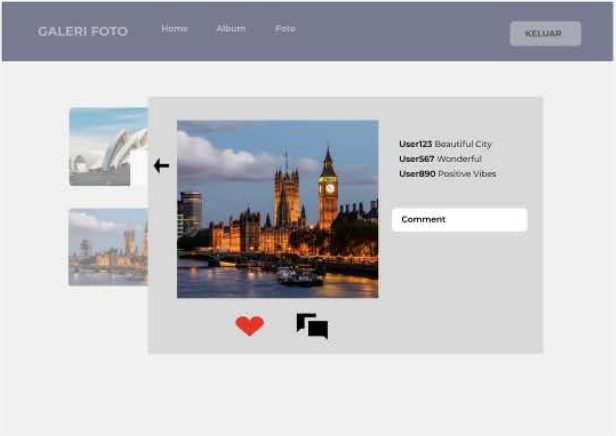 GALERI FOTO
Home
Album
Foto
KELUAR
User123 Beautiful City
User567 Wonderful
User890 Positive Vibes
Comment